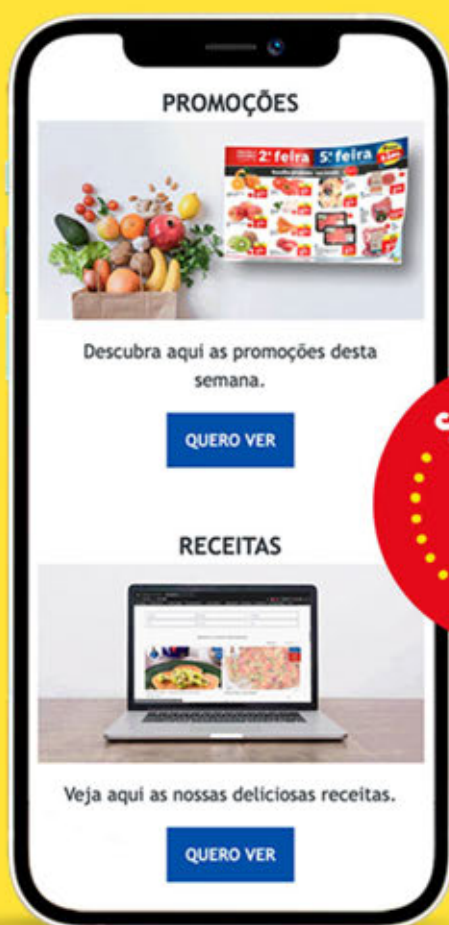 PROMOÇÕES
2ª feira 5ª feira
Descubra aqui as promoções desta
semana.
QUERO VER
RECEITAS
Veja aqui as nossas deliciosas receitas.
QUERO VER